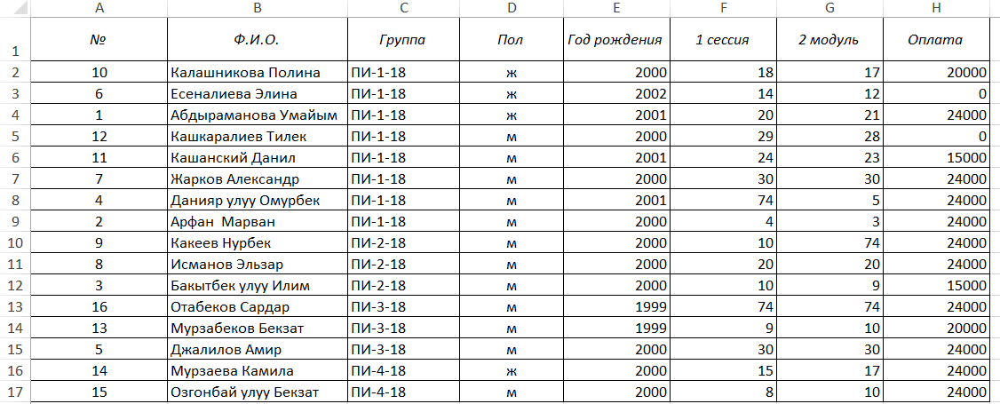 A B C D E F G H
1 № Ф.И.О. Группа Пол Год рождения 1 сессия 2 модуль Оплата
2 10 Калашникова Полина ПИ-1-18 ж 2000 18 17 20000
3 6 Есеналиева Элина ПИ-1-18 ж 2002 14 12 0
4 1 Абдыраманова Умайым ПИ-1-18 ж 2001 20 21 24000
5 12 Кашкаралиев Тилек ПИ-1-18 м 2000 29 28 0
6 11 Кашанский Данил ПИ-1-18 м 2001 24 23 15000
7 7 Жарков Александр ПИ-1-18 м 2000 30 30 24000
8 4 Данияр улуу Омурбек ПИ-1-18 м 2001 74 5 24000
9 2 Арфан Марван ПИ-1-18 м 2000 4 3 24000
10 9 Какеев Нурбек ПИ-2-18 м 2000 10 74 24000
11 8 Исманов Эльзар ПИ-2-18 м 2000 20 20 24000
12 3 Бакытбек улуу Илим ПИ-2-18 м 2000 10 9 15000
13 16 Отабеков Сардар ПИ-3-18 м 1999 74 74 24000
14 13 Мурзабеков Бекзат ПИ-3-18 м 1999 9 10 20000
15 5 Джалилов Амир ПИ-3-18 м 2000 30 30 24000
16 14 Мурзаева Камила ПИ-4-18 ж 2000 15 17 24000
17 15 Озгонбай улуу Бекзат ПИ-4-18 м 2000 8 10 24000